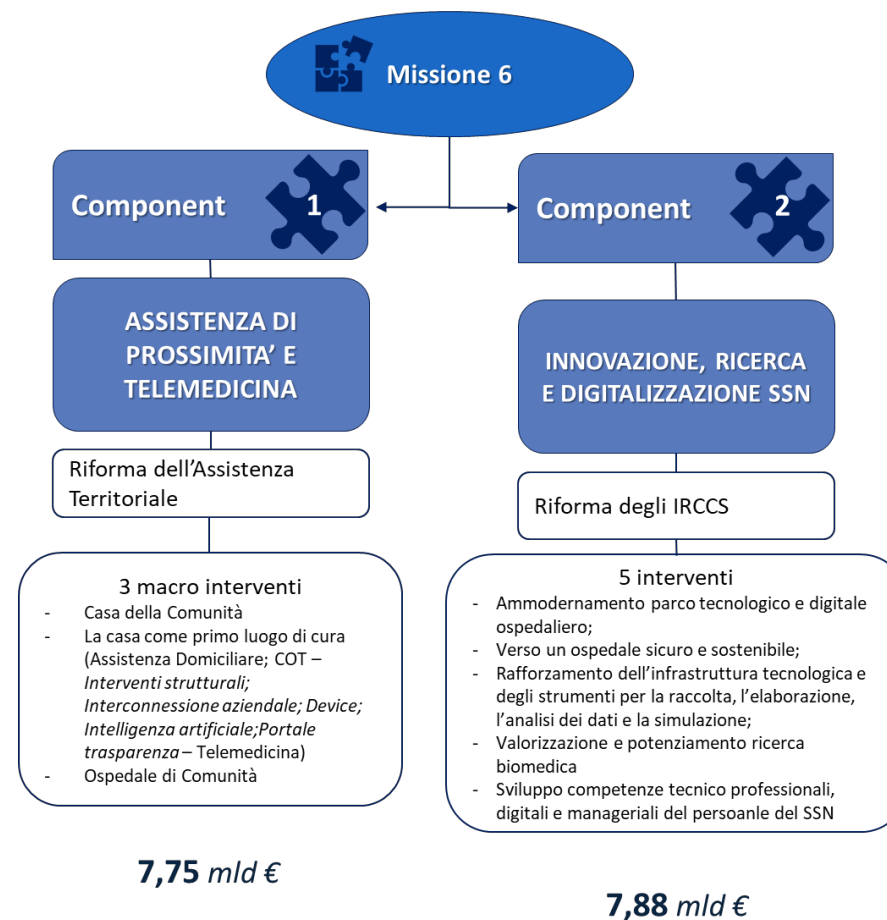 Missione 6
Component 1
ASSISTENZA DI
PROSSIMITA’ E
TELEMEDICINA
Riforma dell’Assistenza
Territoriale
3 macro interventi
- Casa della Comunità
- La casa come primo luogo di cura
(Assistenza Domiciliare; COT –
Interventi strutturali;
Interconnessione aziendale; Device;
Intelligenza artificiale;Portale
trasparenza – Telemedicina)
- Ospedale di Comunità
7,75 mld €
Component 2
INNOVAZIONE, RICERCA
E DIGITALIZZAZIONE SSN
Riforma degli IRCCS
5 interventi
- Ammodernamento parco tecnologico e digitale
ospedaliero;
- Verso un ospedale sicuro e sostenibile;
- Rafforzamento dell’infrastruttura tecnologica e
degli strumenti per la raccolta, l’elaborazione,
l’analisi dei dati e la simulazione;
- Valorizzazione e potenziamento ricerca
biomedica
- Sviluppo competenze tecnico professionali,
digitali e manageriali del persoanle del SSN
7,88 mld €